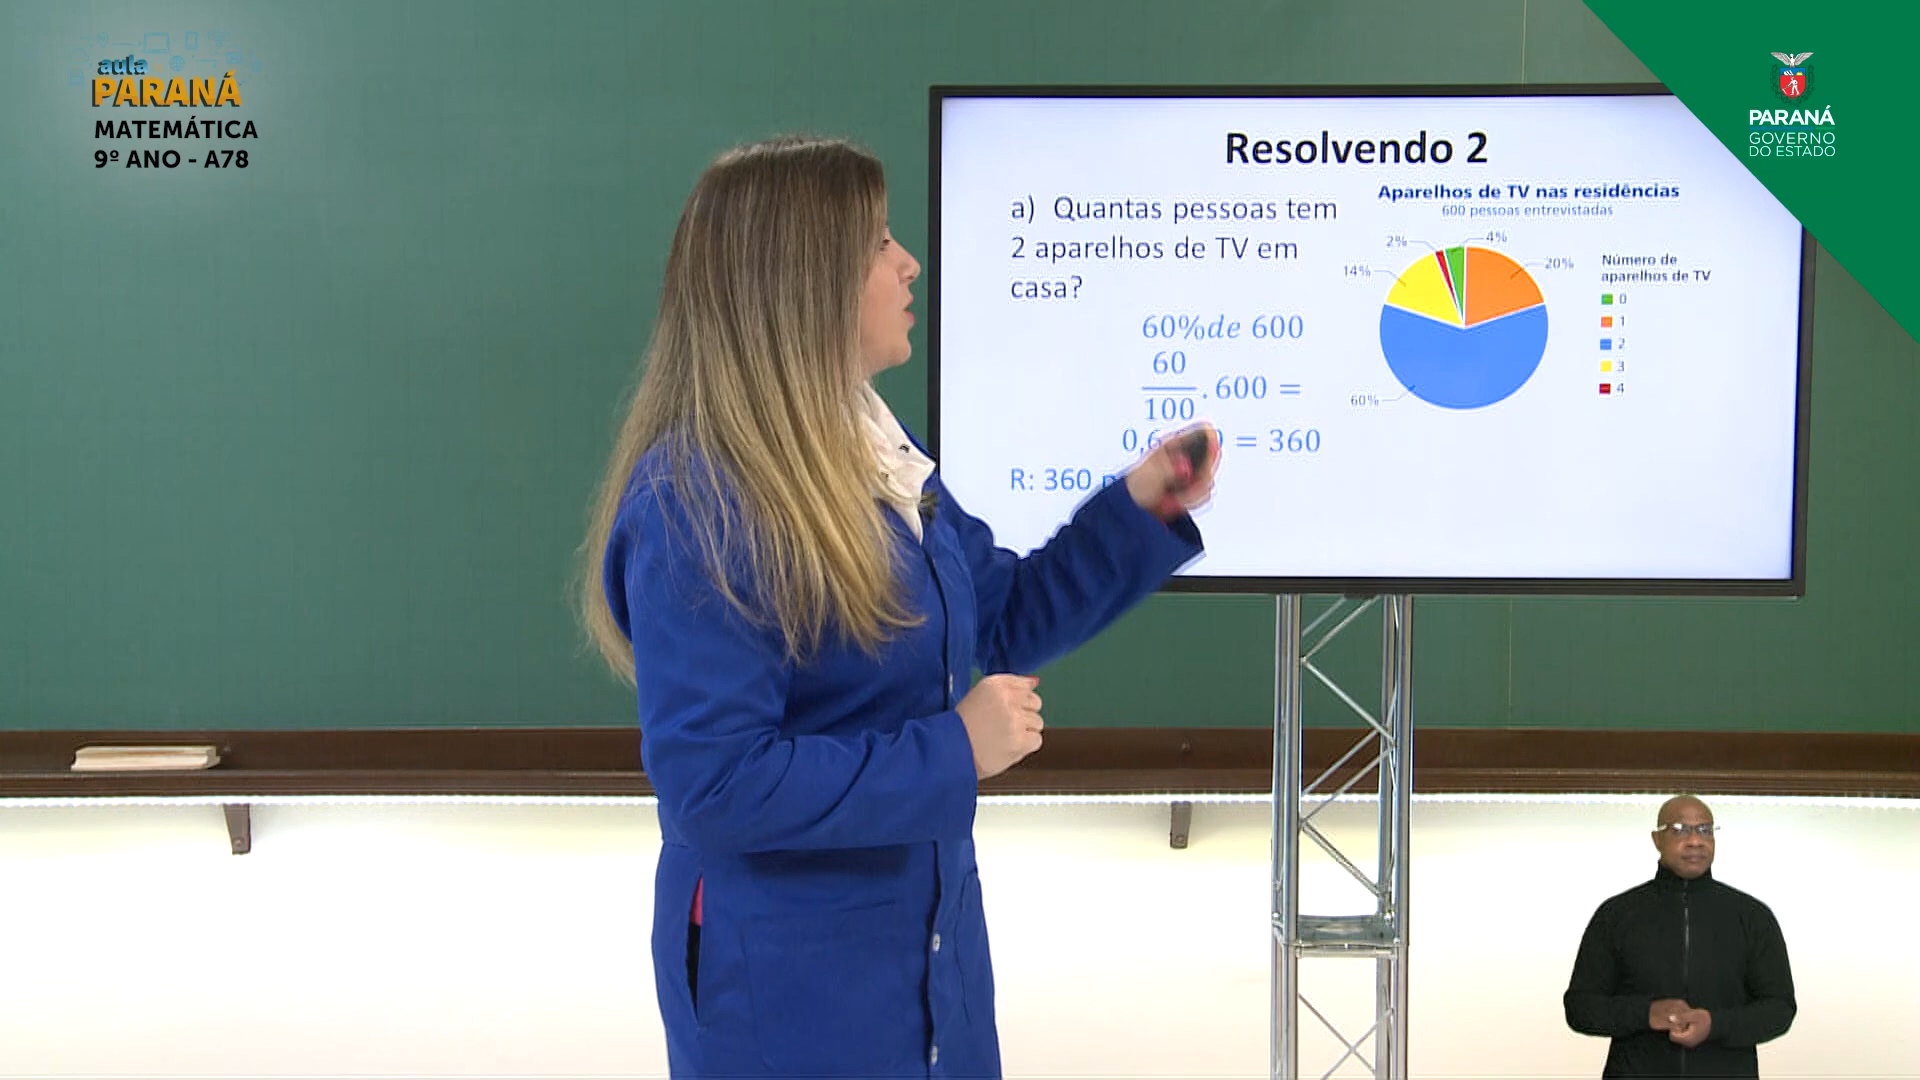 aula
PARANÁ
MATEMÁTICA
9º ANO - A78
PARANÁ
GOVERNO
DO ESTADO
Resolvendo 2
a) Quantas pessoas tem
2 aparelhos de TV em
casa?
60%de 600
60
100
.600 =
= 360
R: 360
Aparelhos de TV nas residências
600 pessoas entrevistadas
2%
4%
14%
20%
60%
Número de
aparelhos de TV
0
1
2
3
4